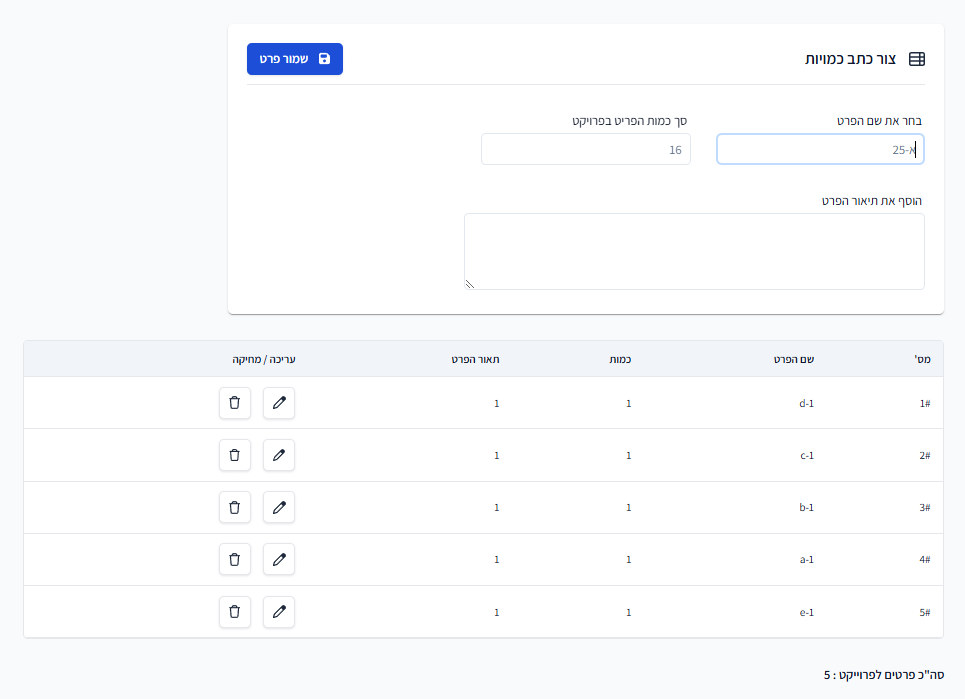 צור כתב כמויות
שמור פרט
בחר את שם הפרט
סך כמות הפריט בפרויקט
א-25
16
הוסף את תיאור הפרט
מס' שם הפרט כמות תאור הפרט עריכה / מחיקה
1# d-1 1 1
2# c-1 1 1
3# b-1 1 1
4# a-1 1 1
5# e-1 1 1
סה"כ פרטים לפרוייקט : 5